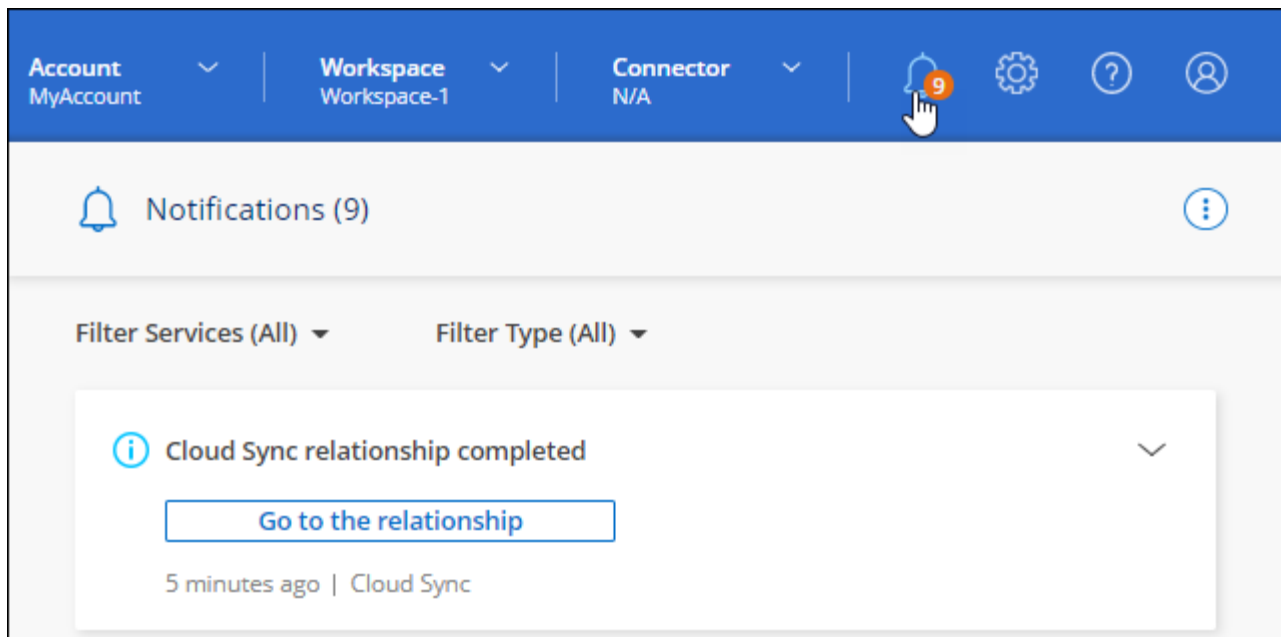 Account
MyAccount
Workspace
Workspace-1
Connector
N/A
9
Notifications (9)
Filter Services (All)
Filter Type (All)
Cloud Sync relationship completed
Go to the relationship
5 minutes ago | Cloud Sync